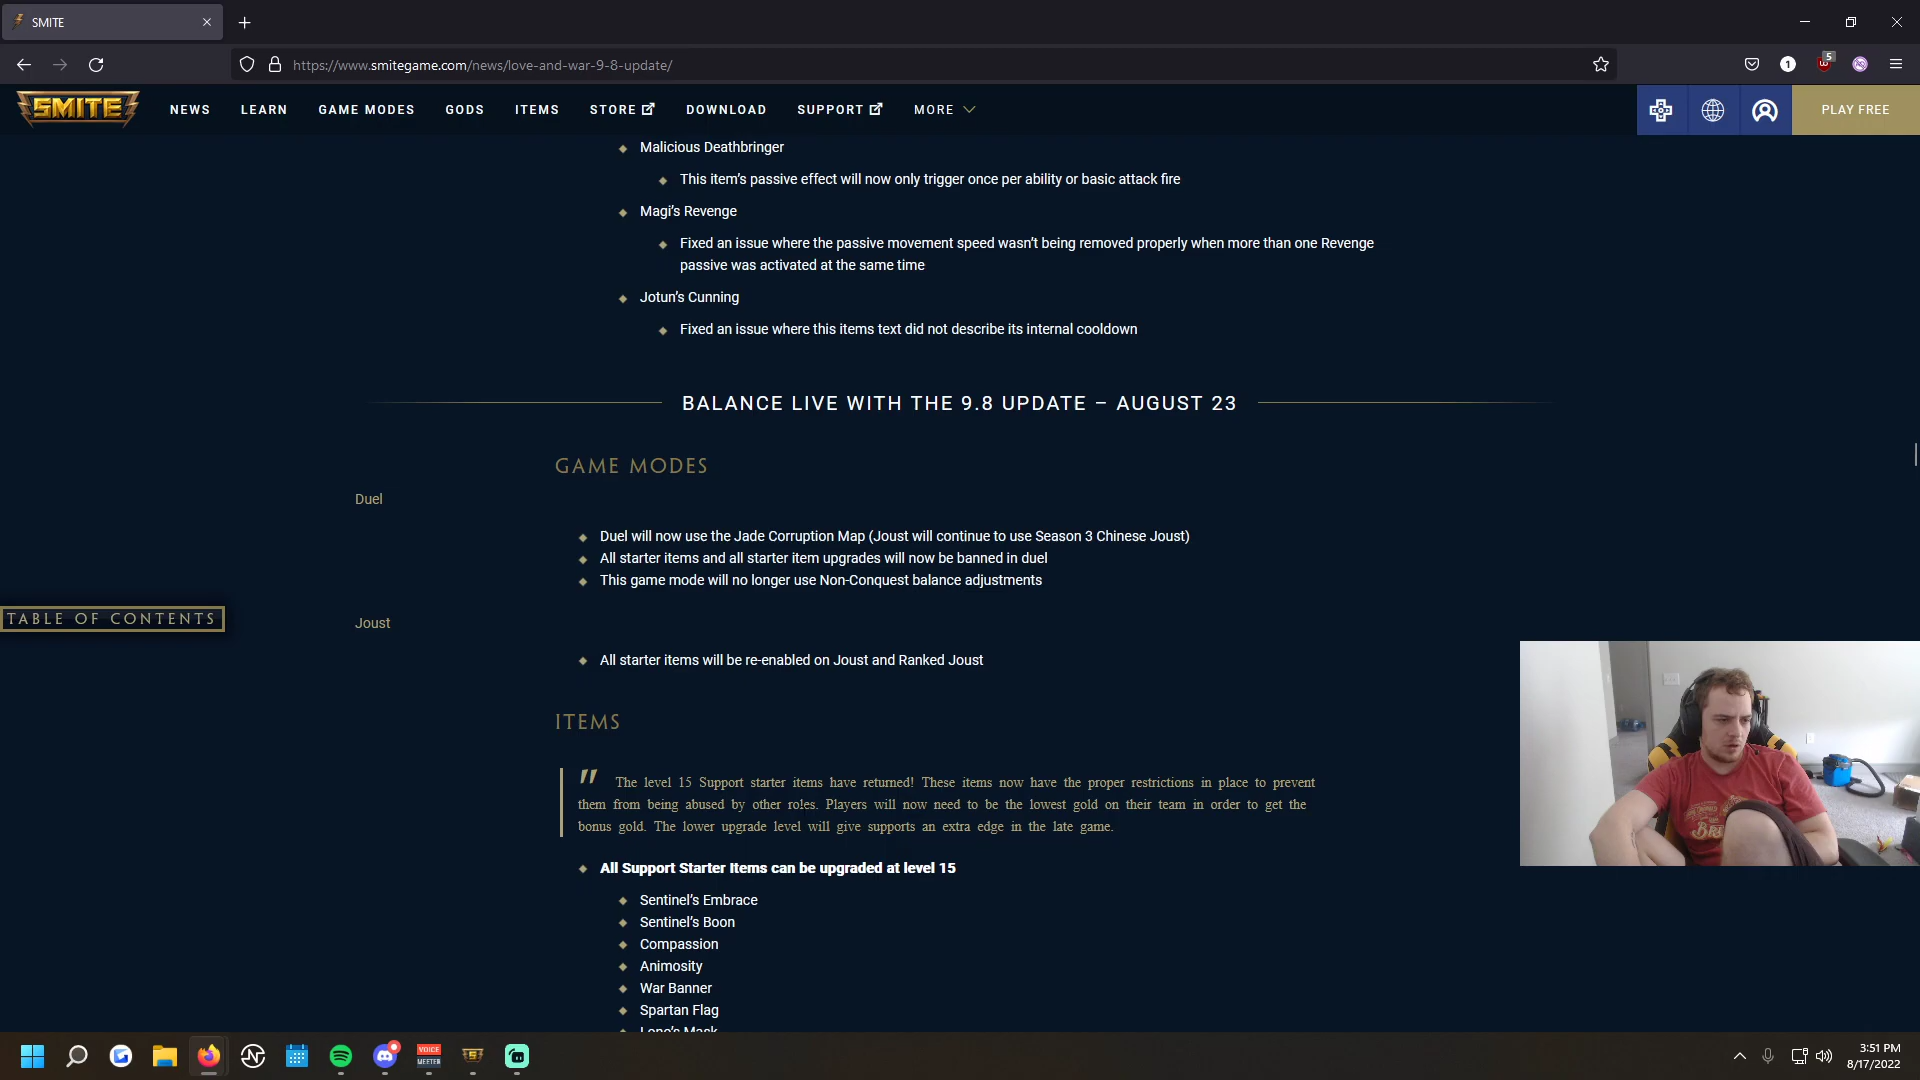 SMITE
https://www.smitegame.com/news/love-and-war-9-8-update/
5
1
SMITE
NEWS LEARN GAME MODES GODS ITEMS STORE DOWNLOAD SUPPORT MORE PLAY FREE
Malicious Deathbringer
This item’s passive effect will now only trigger once per ability or basic attack fire
Magi’s Revenge
Fixed an issue where the passive movement speed wasn’t being removed properly when more than one Revenge
passive was activated at the same time
Jotun’s Cunning
Fixed an issue where this items text did not describe its internal cooldown
BALANCE LIVE WITH THE 9.8 UPDATE – AUGUST 23
GAME MODES
Duel
Duel will now use the Jade Corruption Map (Joust will continue to use Season 3 Chinese Joust)
All starter items and all starter item upgrades will now be banned in duel
This game mode will no longer use Non-Conquest balance adjustments
TABLE OF CONTENTS
Joust
All starter items will be re-enabled on Joust and Ranked Joust
ITEMS
" The level 15 Support starter items have returned! These items now have the proper restrictions in place to prevent
them from being abused by other roles. Players will now need to be the lowest gold on their team in order to get the
bonus gold. The lower upgrade level will give supports an extra edge in the late game.
All Support Starter Items can be upgraded at level 15
Sentinel’s Embrace
Sentinel’s Boon
Compassion
Animosity
War Banner
Spartan Flag
Lono’s Mask
VOICE
MEETER
3:51 PM
8/17/2022